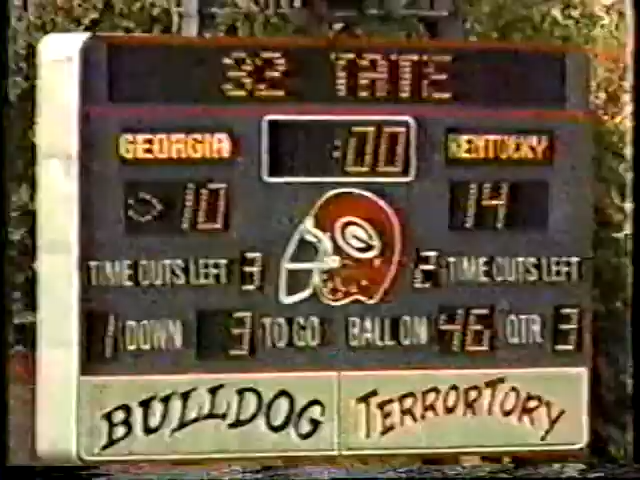 32 TATE
GEORGIA :00 KENTUCKY
> 10 14
TIME OUTS LEFT 3 2 TIME OUTS LEFT
1 DOWN 3 TO GO BALL ON 46 QTR 3
BULLDOG TERRORTORY